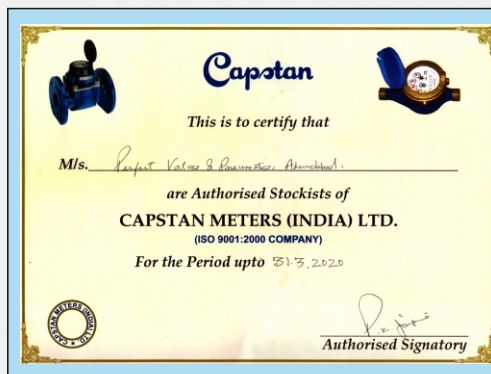 Capstan
This is to certify that
M/s. Perfect Valves & Pneumatics, Ahmedabad.
are Authorised Stockists of
CAPSTAN METERS (INDIA) LTD.
(ISO 9001:2000 COMPANY)
For the Period upto 31.3.2020
CAPSTAN METERS (INDIA) LTD.
Authorised Signatory